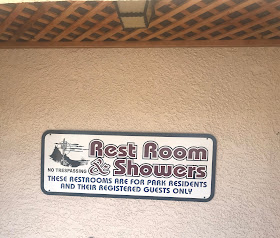 Rest Room
& Showers
NO TRESPASSING
THESE RESTROOMS ARE FOR PARK RESIDENTS
AND THEIR REGISTERED GUESTS ONLY